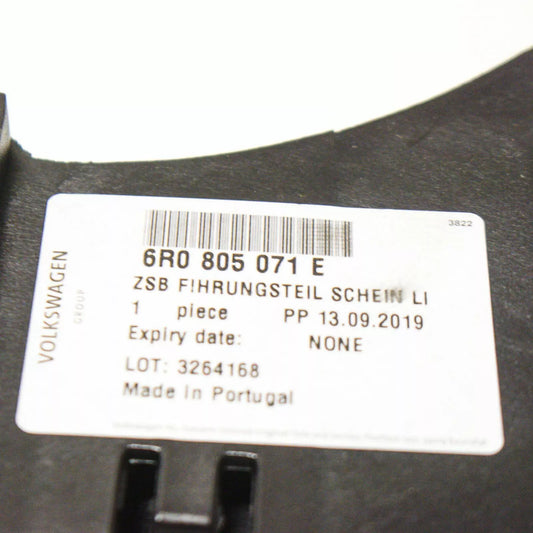 3822
6R0 805 071 E
ZSB F!HRUNGSTEIL SCHEIN LI
1 piece PP 13.09.2019
Expiry date: NONE
LOT: 3264168
Made in Portugal
VOLKSWAGEN
GROUP